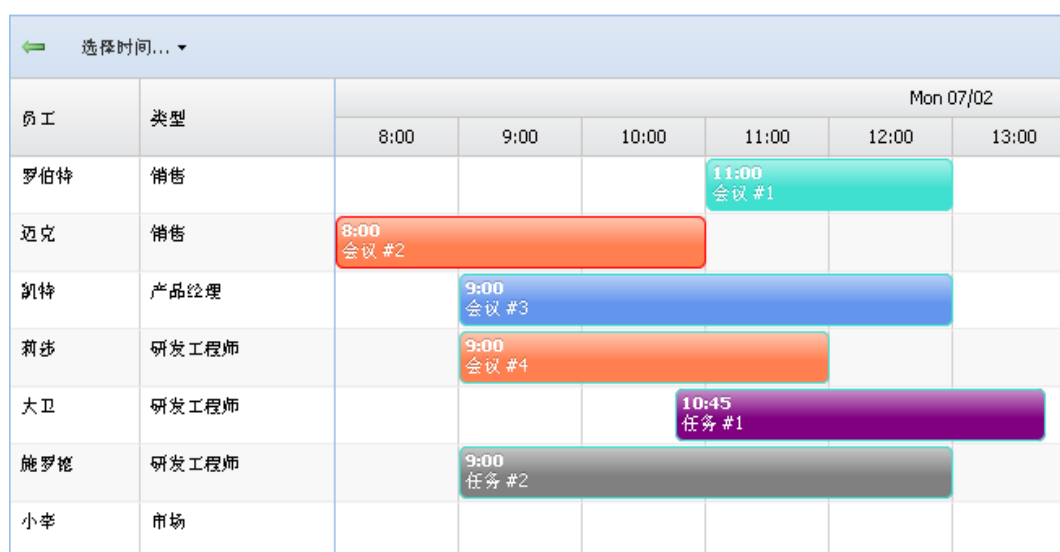 选择时间...
员工 类型 Mon 07/02
8:00 9:00 10:00 11:00 12:00 13:00
罗伯特 销售 11:00
会议 #1
迈克 销售 8:00
会议 #2
凯特 产品经理 9:00
会议 #3
莉莎 研发工程师 9:00
会议 #4
大卫 研发工程师 10:45
任务 #1
施罗德 研发工程师 9:00
任务 #2
小李 市场